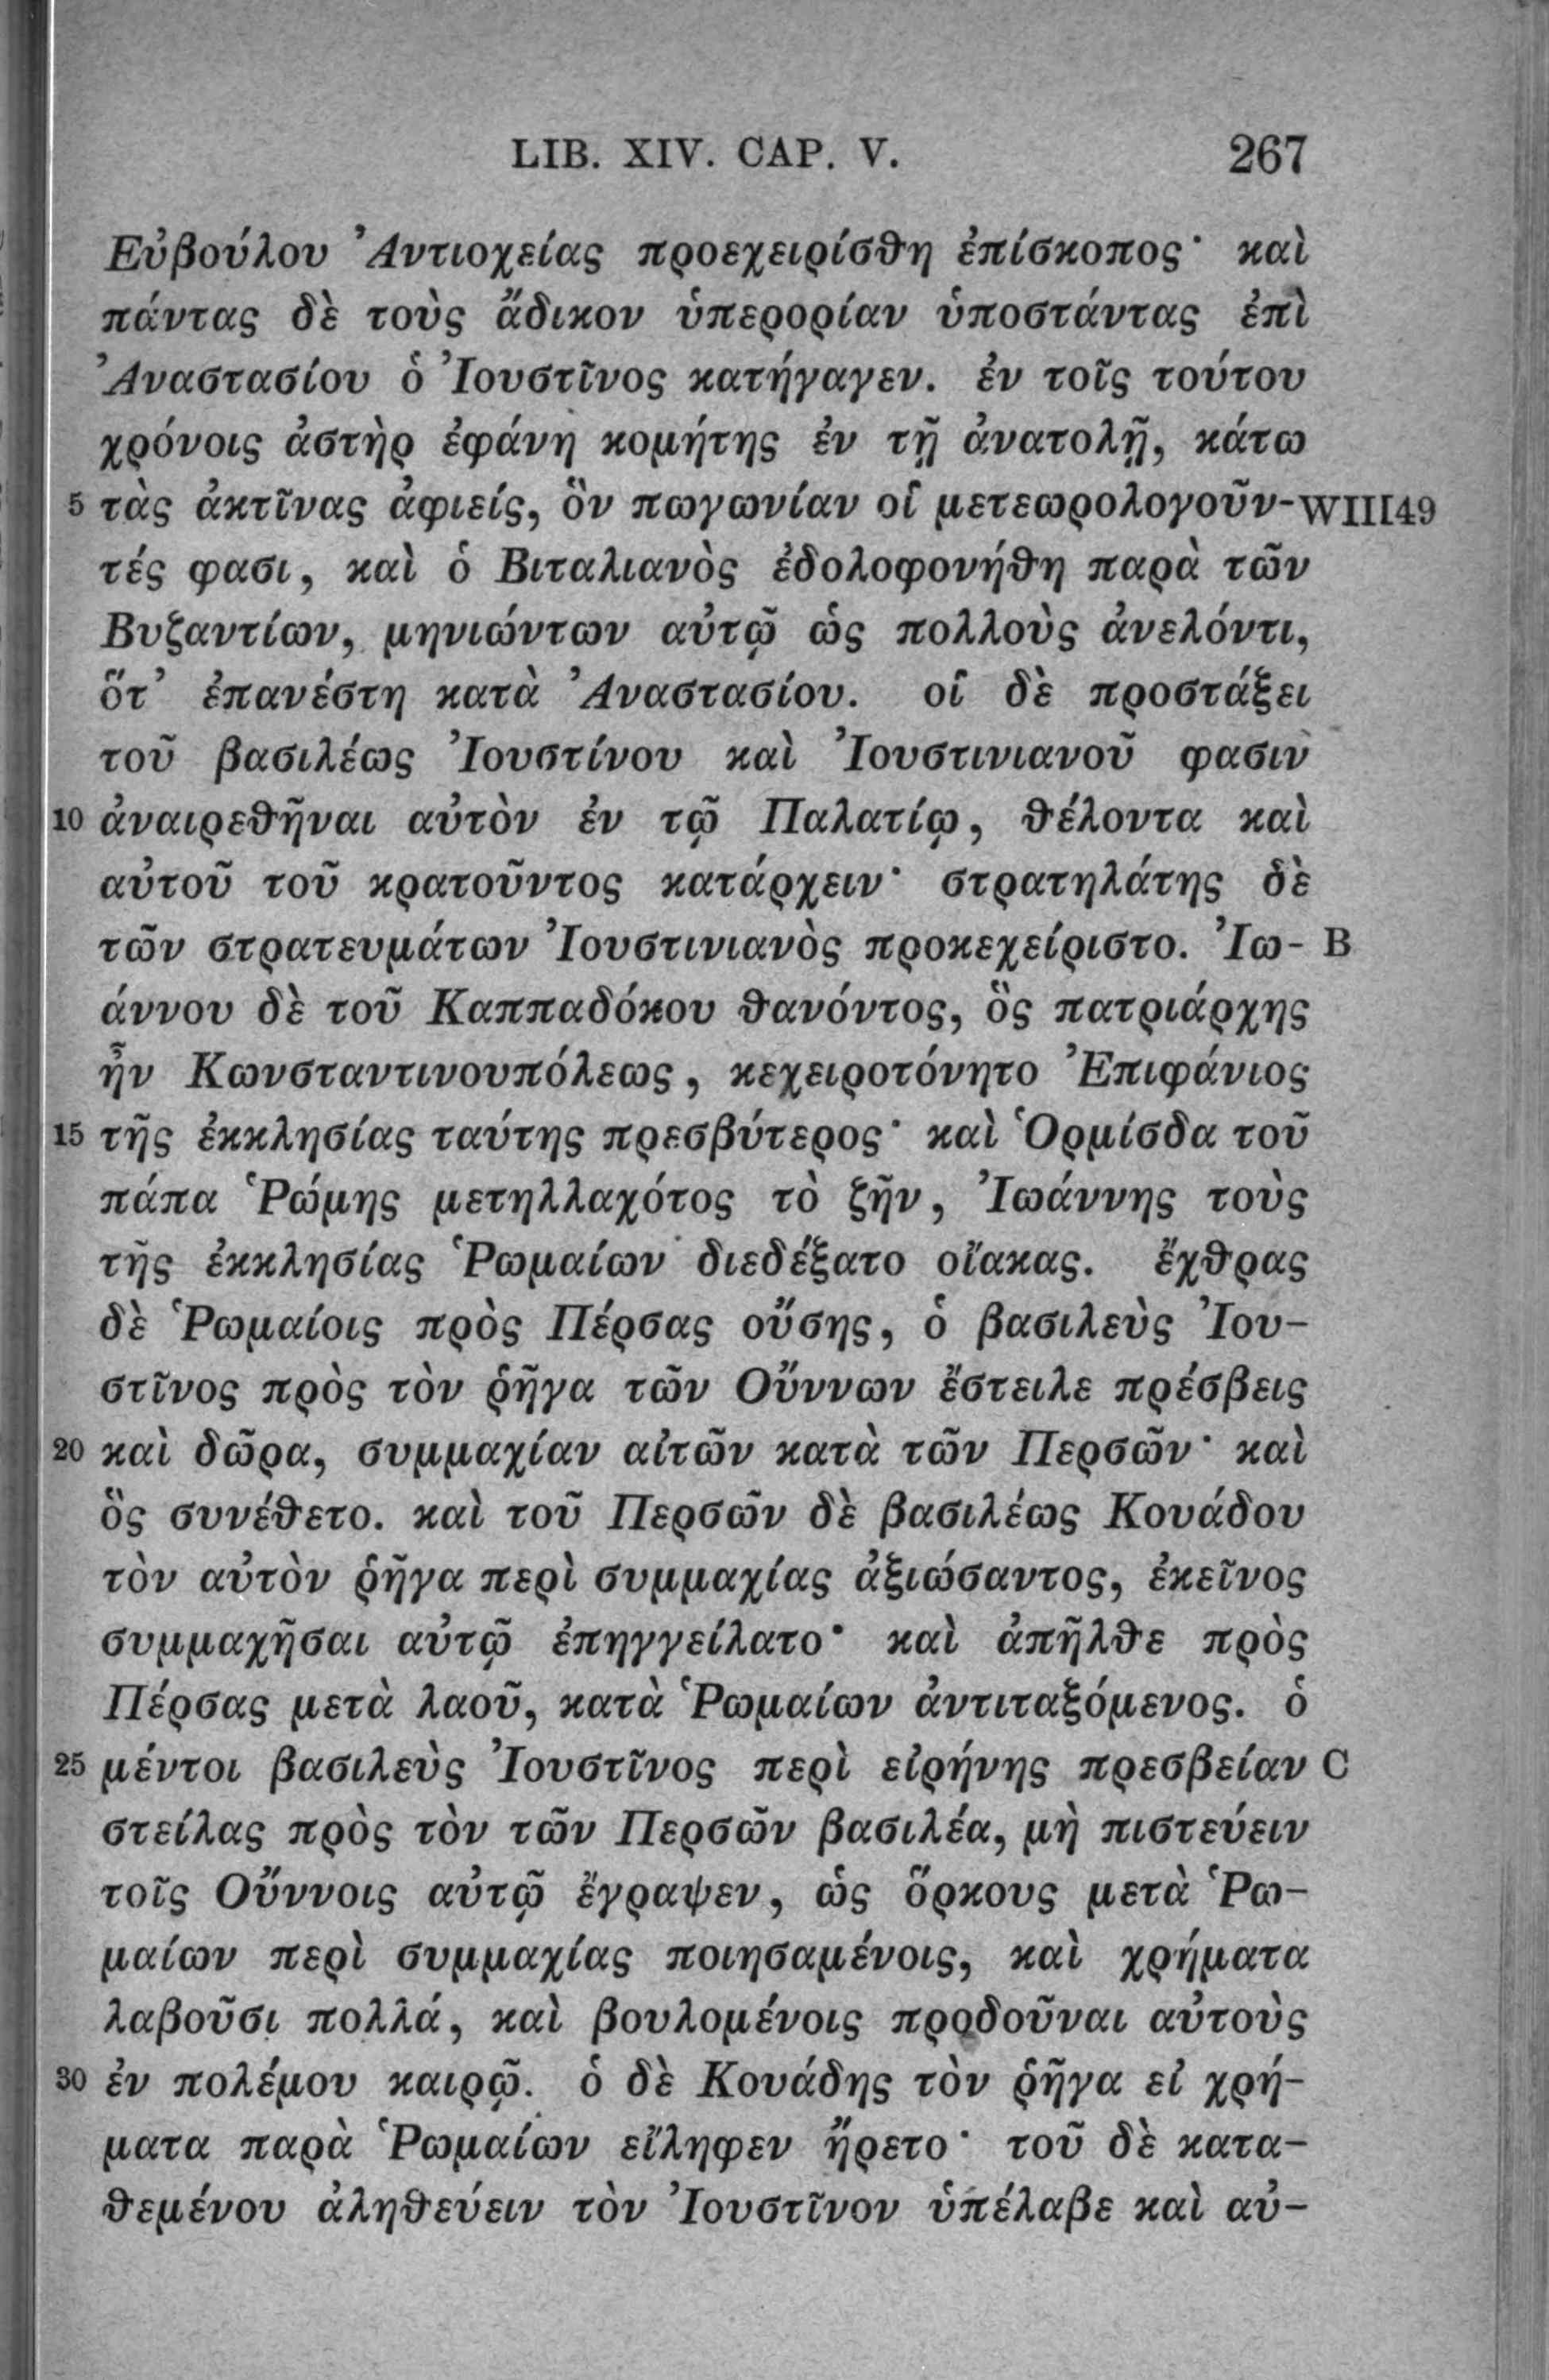 LIB. XIV. CAP. V. 267
Εὐβούλου Ἀντιοχείας προεχειρίσθη ἐπίσκοπος· καὶ
πάντας δὲ τοὺς ἄδικον ὑπερορίαν ὑποστάντας ἐπὶ
Ἀναστασίου ὁ Ἰουστῖνος κατήγαγεν. ἐν τοῖς τούτου
χρόνοις ἀστὴρ ἐφάνη κομήτης ἐν τῇ ἀνατολῇ, κάτω
5 τὰς ἀκτῖνας ἀφιείς, ὃν πωγωνίαν οἱ μετεωρολογοῦν- WIII49
τές φασι, καὶ ὁ Βιταλιανὸς ἐδολοφονήθη παρὰ τῶν
Βυζαντίων, μηνιώντων αὐτῷ ὡς πολλοὺς ἀνελόντι,
ὅτ’ ἐπανέστη κατὰ Ἀναστασίου. οἱ δὲ προστάξει
τοῦ βασιλέως Ἰουστίνου καὶ Ἰουστινιανοῦ φασιν
10 ἀναιρεθῆναι αὐτὸν ἐν τῷ Παλατίῳ, θέλοντα καὶ
αὐτοῦ τοῦ κρατοῦντος κατάρχειν· στρατηλάτης δὲ
τῶν στρατευμάτων Ἰουστινιανὸς προκεχείριστο. Ἰω- B
άννου δὲ τοῦ Καππαδόκου θανόντος, ὃς πατριάρχης
ἦν Κωνσταντινουπόλεως, κεχειροτόνητο Ἐπιφάνιος
15 τῆς ἐκκλησίας ταύτης πρεσβύτερος· καὶ Ὁρμίσδα τοῦ
πάπα Ῥώμης μετηλλαχότος τὸ ζῆν, Ἰωάννης τοὺς
τῆς ἐκκλησίας Ῥωμαίων διεδέξατο οἴακας. ἔχθρας
δὲ Ῥωμαίοις πρὸς Πέρσας οὔσης, ὁ βασιλεὺς Ἰου-
στῖνος πρὸς τὸν ῥῆγα τῶν Οὔννων ἔστειλε πρέσβεις
20 καὶ δῶρα, συμμαχίαν αἰτῶν κατὰ τῶν Περσῶν· καὶ
ὃς συνέθετο. καὶ τοῦ Περσῶν δὲ βασιλέως Κουάδου
τὸν αὐτὸν ῥῆγα περὶ συμμαχίας ἀξιώσαντος, ἐκεῖνος
συμμαχῆσαι αὐτῷ ἐπηγγείλατο· καὶ ἀπῆλθε πρὸς
Πέρσας μετὰ λαοῦ, κατὰ Ῥωμαίων ἀντιταξόμενος. ὁ
25 μέντοι βασιλεὺς Ἰουστῖνος περὶ εἰρήνης πρεσβείαν C
στείλας πρὸς τὸν τῶν Περσῶν βασιλέα, μὴ πιστεύειν
τοῖς Οὔννοις αὐτῷ ἔγραψεν, ὡς ὅρκους μετὰ Ῥω-
μαίων περὶ συμμαχίας ποιησαμένοις, καὶ χρήματα
λαβοῦσι πολλά, καὶ βουλομένοις προδοῦναι αὐτοὺς
30 ἐν πολέμου καιρῷ. ὁ δὲ Κουάδης τὸν ῥῆγα εἰ χρή-
ματα παρὰ Ῥωμαίων εἴληφεν ἤρετο· τοῦ δὲ κατα-
θεμένου ἀληθεύειν τὸν Ἰουστῖνον ὑπέλαβε καὶ αὐ-